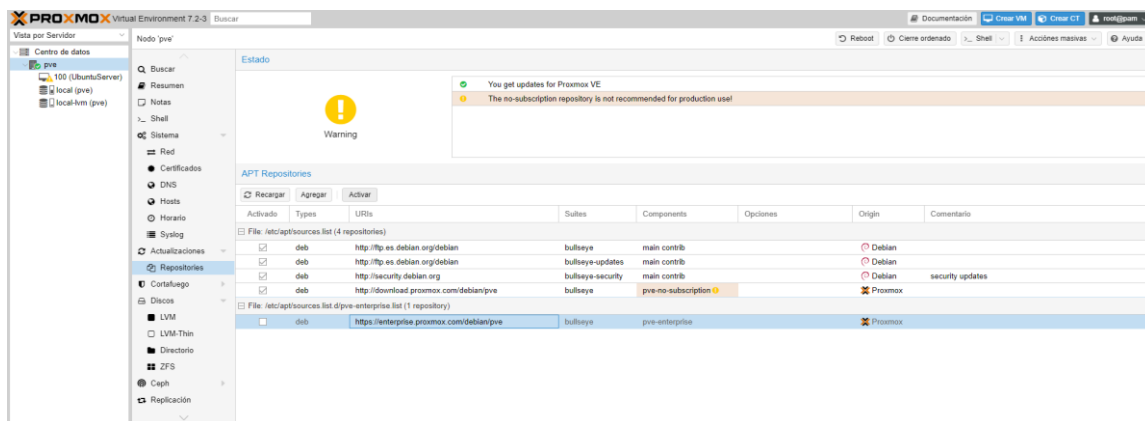 PROXMOX Virtual Environment 7.2-3 Buscar Documentación Crear VM Crear CT root@pam
Vista por Servidor Nodo 'pve' Reboot Cierre ordenado Shell Acciónes masivas Ayuda
Centro de datos
pve
100 (UbuntuServer)
local (pve)
local-lvm (pve)
Buscar
Resumen
Notas
Shell
Sistema
Red
Certificados
DNS
Hosts
Horario
Syslog
Actualizaciones
Repositories
Cortafuego
Discos
LVM
LVM-Thin
Directorio
ZFS
Ceph
Replicación
Estado
Warning
You get updates for Proxmox VE
The no-subscription repository is not recommended for production use!
APT Repositories
Recargar Agregar Activar
Activado Types URIs Suites Components Opciones Origin Comentario
File: /etc/apt/sources.list (4 repositories)
deb http://ftp.es.debian.org/debian bullseye main contrib Debian
deb http://ftp.es.debian.org/debian bullseye-updates main contrib Debian
deb http://security.debian.org bullseye-security main contrib Debian security updates
deb http://download.proxmox.com/debian/pve bullseye pve-no-subscription Proxmox
File: /etc/apt/sources.list.d/pve-enterprise.list (1 repository)
deb https://enterprise.proxmox.com/debian/pve bullseye pve-enterprise Proxmox